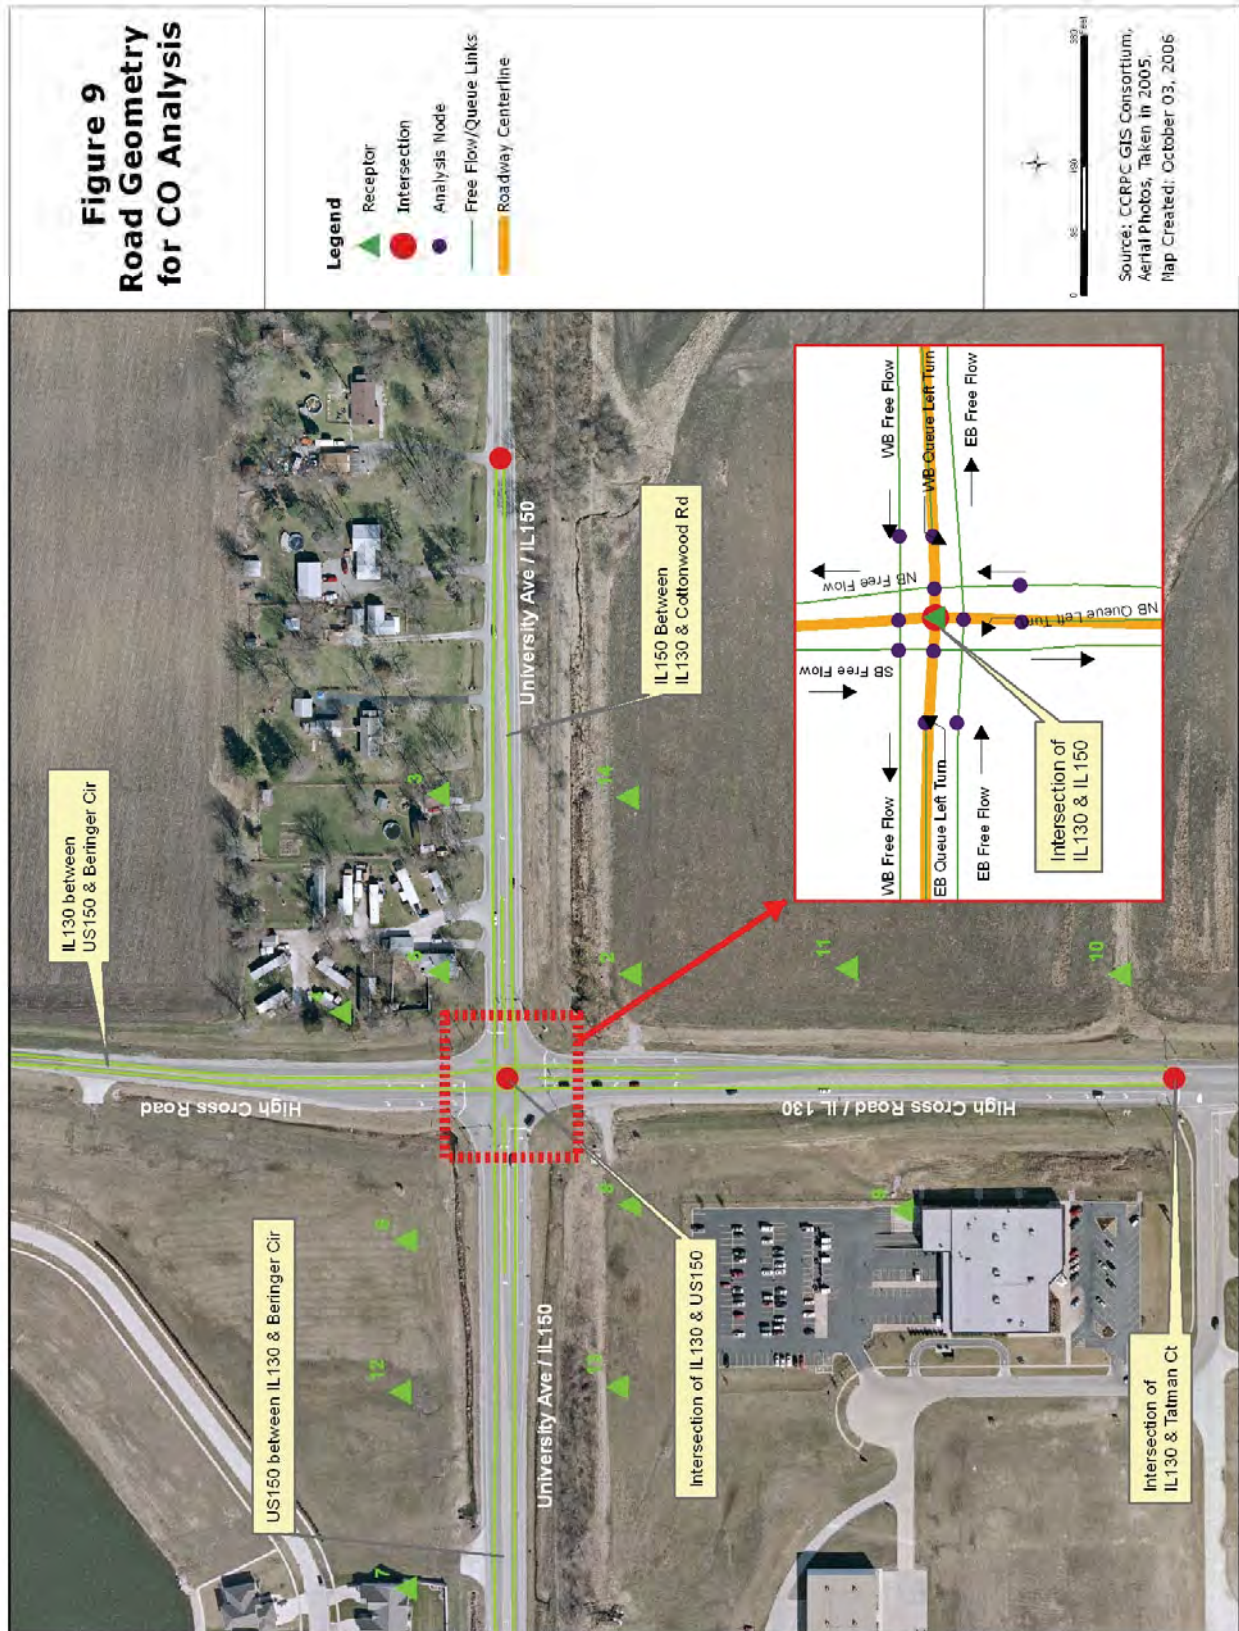 Figure 9
Road Geometry
for CO Analysis
Legend
Receptor
Intersection
Analysis Node
Free Flow/Queue Links
Roadway Centerline
0
95
190
380
Feet
Source: CCRPC GIS Consortium,
Aerial Photos, Taken in 2005.
Map Created: October 03, 2006
IL130 between
US150 & Beringer Cir
US150 between IL130 & Beringer Cir
High Cross Road
University Ave / IL150
University Ave / IL150
IL150 Between
IL130 & Cottonwood Rd
High Cross Road / IL 130
Intersection of IL130 & US150
Intersection of
IL130 & Tatman Ct
7
12
6
3
2
14
13
8
9
11
10
WB Free Flow
WB Free Flow
WB Queue Left Turn
EB Queue Left Turn
EB Free Flow
EB Free Flow
NB Free Flow
SB Free Flow
NB Queue Left Turn
Intersection of
IL130 & IL150